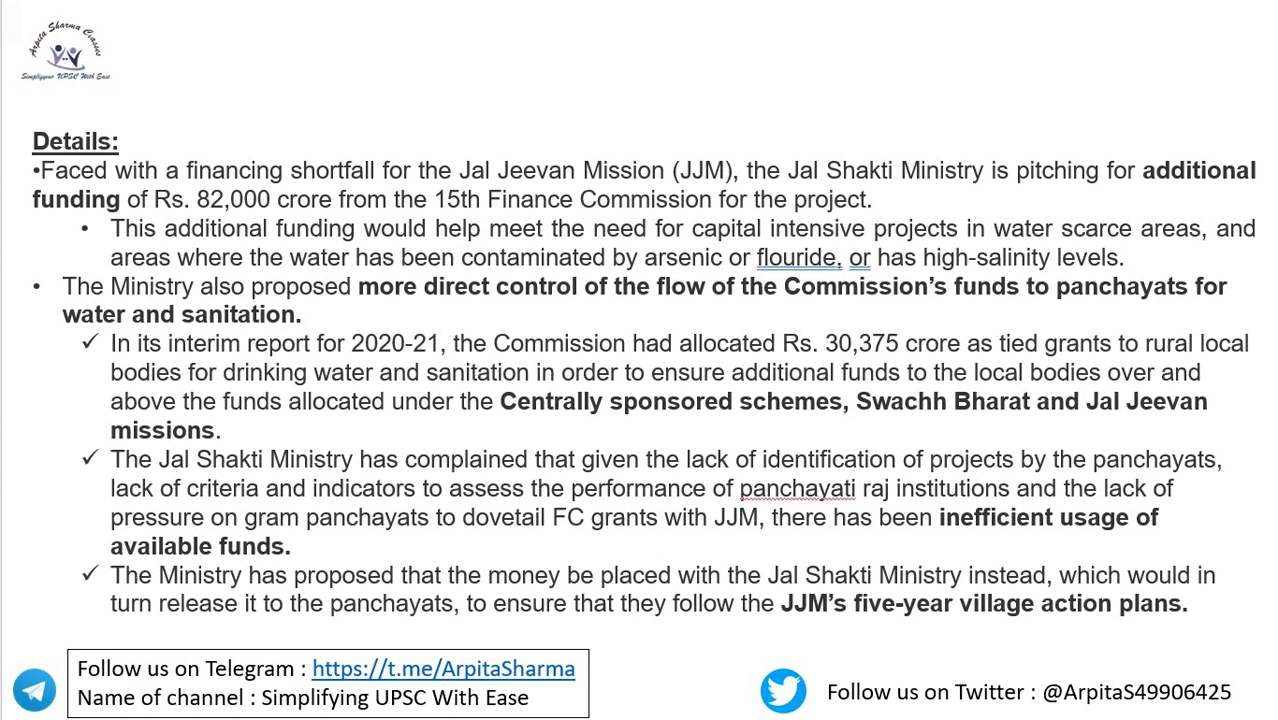 Arpita Sharma Classes
Simplifying UPSC With Ease
Details:
•Faced with a financing shortfall for the Jal Jeevan Mission (JJM), the Jal Shakti Ministry is pitching for additional
funding of Rs. 82,000 crore from the 15th Finance Commission for the project.
• This additional funding would help meet the need for capital intensive projects in water scarce areas, and
areas where the water has been contaminated by arsenic or flouride, or has high-salinity levels.
• The Ministry also proposed more direct control of the flow of the Commission’s funds to panchayats for
water and sanitation.
✓ In its interim report for 2020-21, the Commission had allocated Rs. 30,375 crore as tied grants to rural local
bodies for drinking water and sanitation in order to ensure additional funds to the local bodies over and
above the funds allocated under the Centrally sponsored schemes, Swachh Bharat and Jal Jeevan
missions.
✓ The Jal Shakti Ministry has complained that given the lack of identification of projects by the panchayats,
lack of criteria and indicators to assess the performance of panchayati raj institutions and the lack of
pressure on gram panchayats to dovetail FC grants with JJM, there has been inefficient usage of
available funds.
✓ The Ministry has proposed that the money be placed with the Jal Shakti Ministry instead, which would in
turn release it to the panchayats, to ensure that they follow the JJM’s five-year village action plans.
Follow us on Telegram : https://t.me/ArpitaSharma
Name of channel : Simplifying UPSC With Ease
Follow us on Twitter : @ArpitaS49906425